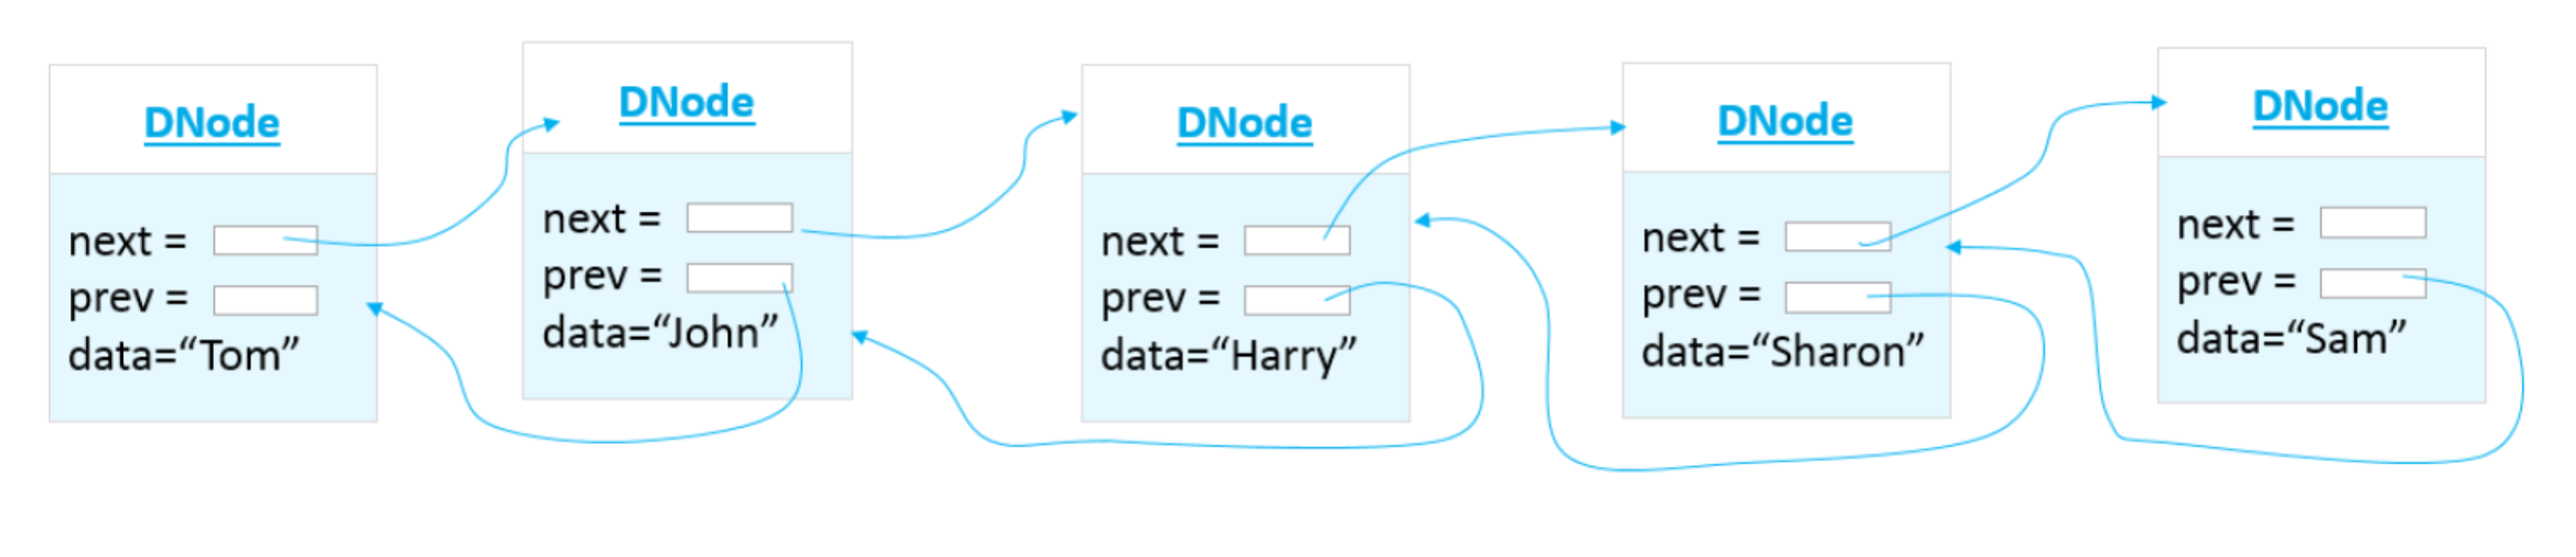 DNode
next =
prev =
data=“Tom”
DNode
next =
prev =
data=“John”
DNode
next =
prev =
data=“Harry”
DNode
next =
prev =
data=“Sharon”
DNode
next =
prev =
data=“Sam”